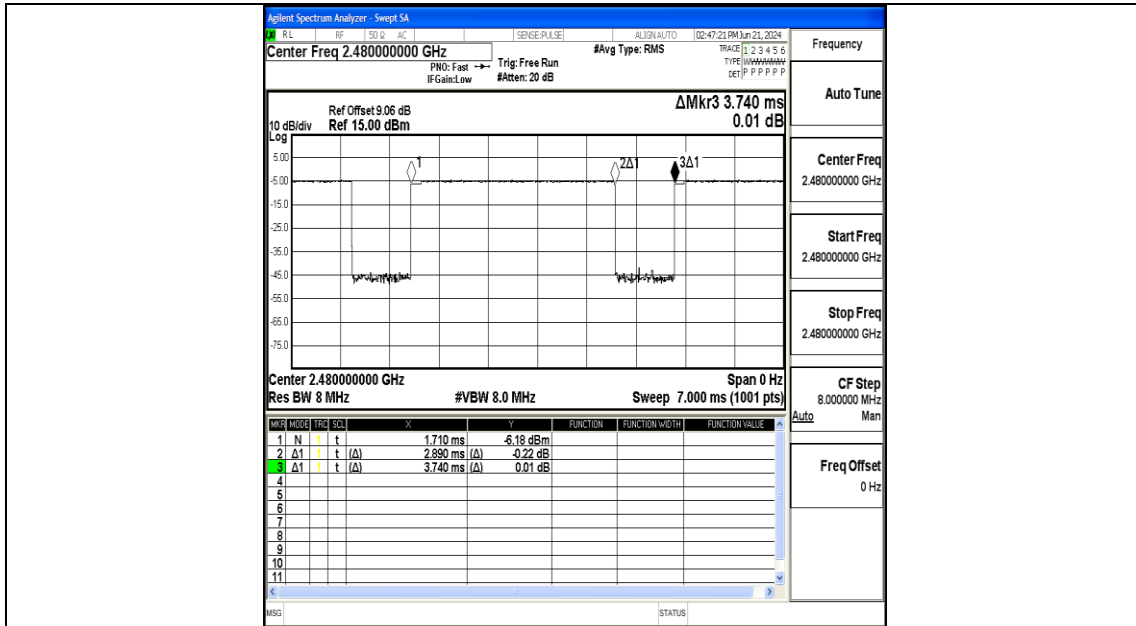 Agilent Spectrum Analyzer - Swept SA
RL RF 50 Ω AC SENSE:PULSE ALIGN AUTO 02:47:21 PM Jun 21, 2024
Center Freq 2.480000000 GHz
#Avg Type: RMS
TRACE 1 2 3 4 5 6
TYPE
DET P P P P P P
PNO: Fast
IFGain:Low
Trig: Free Run
#Atten: 20 dB
Frequency
Auto Tune
Center Freq
2.480000000 GHz
Start Freq
2.480000000 GHz
Stop Freq
2.480000000 GHz
CF Step
8.000000 MHz
Auto Man
Freq Offset
0 Hz
ΔMkr3 3.740 ms
0.01 dB
Ref Offset 9.06 dB
10 dB/div Ref 15.00 dBm
Log
5.00
-5.00
-15.0
-25.0
-35.0
-45.0
-55.0
-65.0
-75.0
1
2Δ1
3Δ1
Center 2.480000000 GHz Span 0 Hz
Res BW 8 MHz #VBW 8.0 MHz Sweep 7.000 ms (1001 pts)
MKR MODE TRC SCL X Y FUNCTION FUNCTION WIDTH FUNCTION VALUE
1 N 1 t 1.710 ms -6.18 dBm
2 Δ1 1 t (Δ) 2.890 ms (Δ) -0.22 dB
3 Δ1 1 t (Δ) 3.740 ms (Δ) 0.01 dB
4
5
6
7
8
9
10
11
MSG STATUS